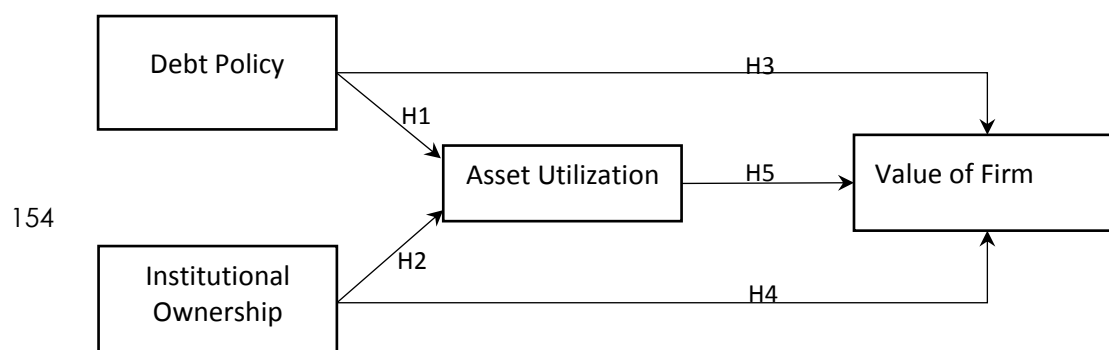 Debt Policy
H3
H1
Asset Utilization
H5
Value of Firm
154
H2
Institutional
Ownership
H4